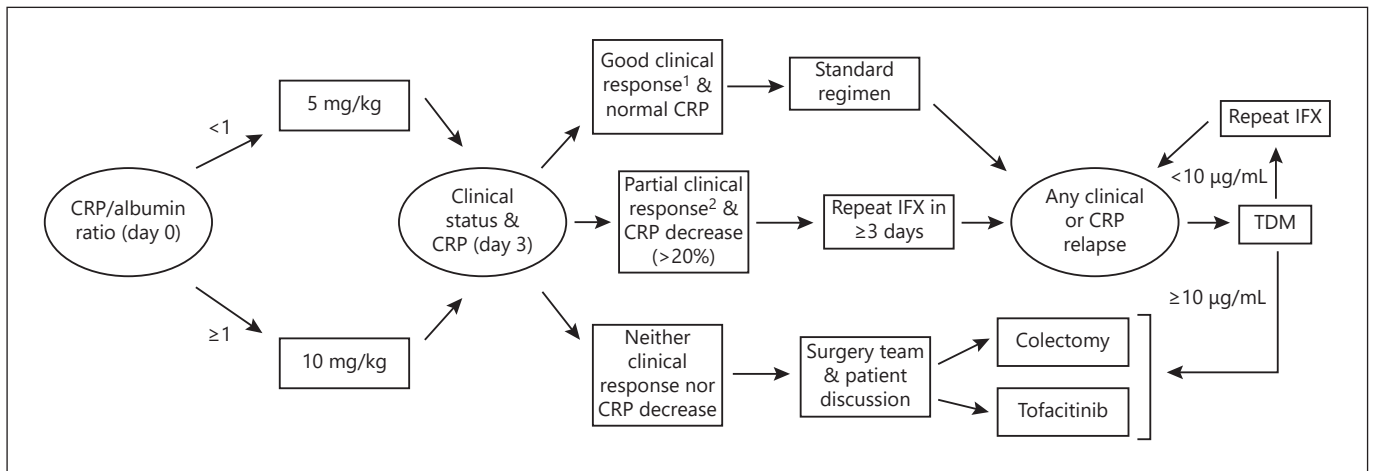 CRP/albumin
ratio (day 0)
<1
5 mg/kg
≥1
10 mg/kg
Clinical
status &
CRP (day 3)
Good clinical
response1 &
normal CRP
Standard
regimen
Partial clinical
response2 &
CRP decrease
(>20%)
Repeat IFX in
≥3 days
Neither
clinical
response nor
CRP decrease
Surgery team
& patient
discussion
Colectomy
Tofacitinib
Any clinical
or CRP
relapse
Repeat IFX
<10 µg/mL
TDM
≥10 µg/mL